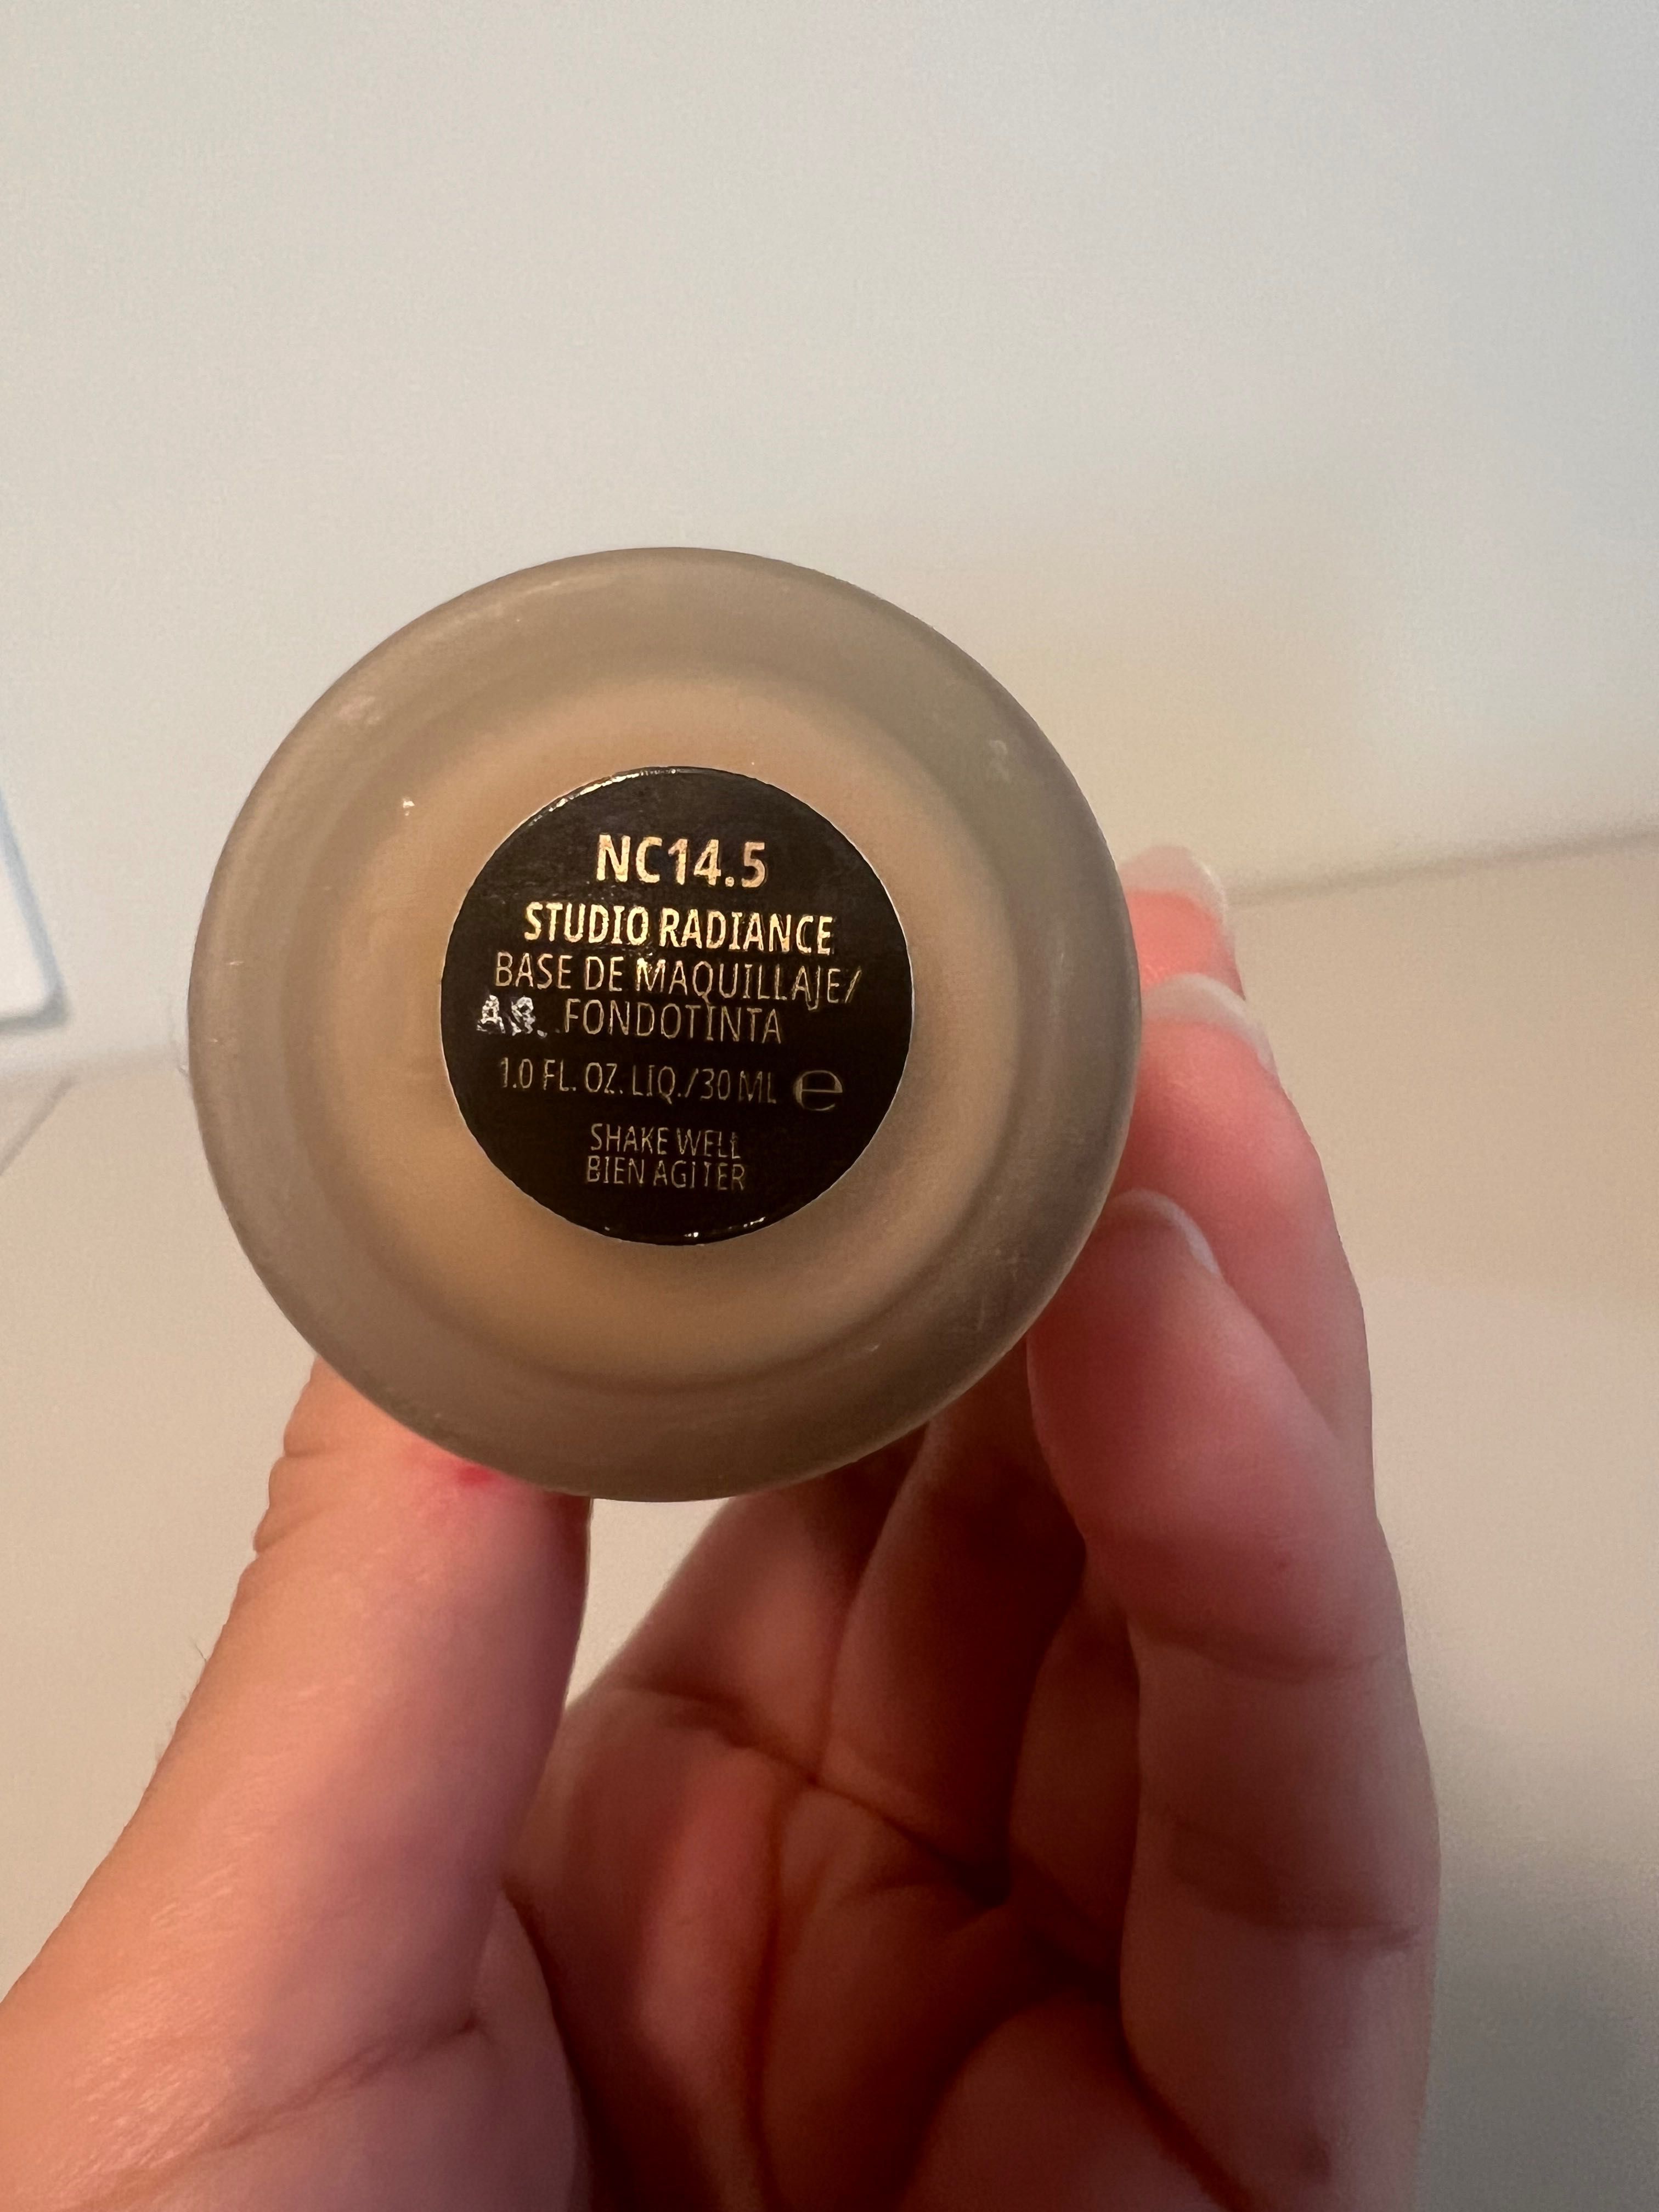 NC14.5
STUDIO RADIANCE
BASE DE MAQUILLAJE/
FONDOTINTA
1.0 FL. OZ. LIQ./30 ML ℮
SHAKE WELL
BIEN AGITER